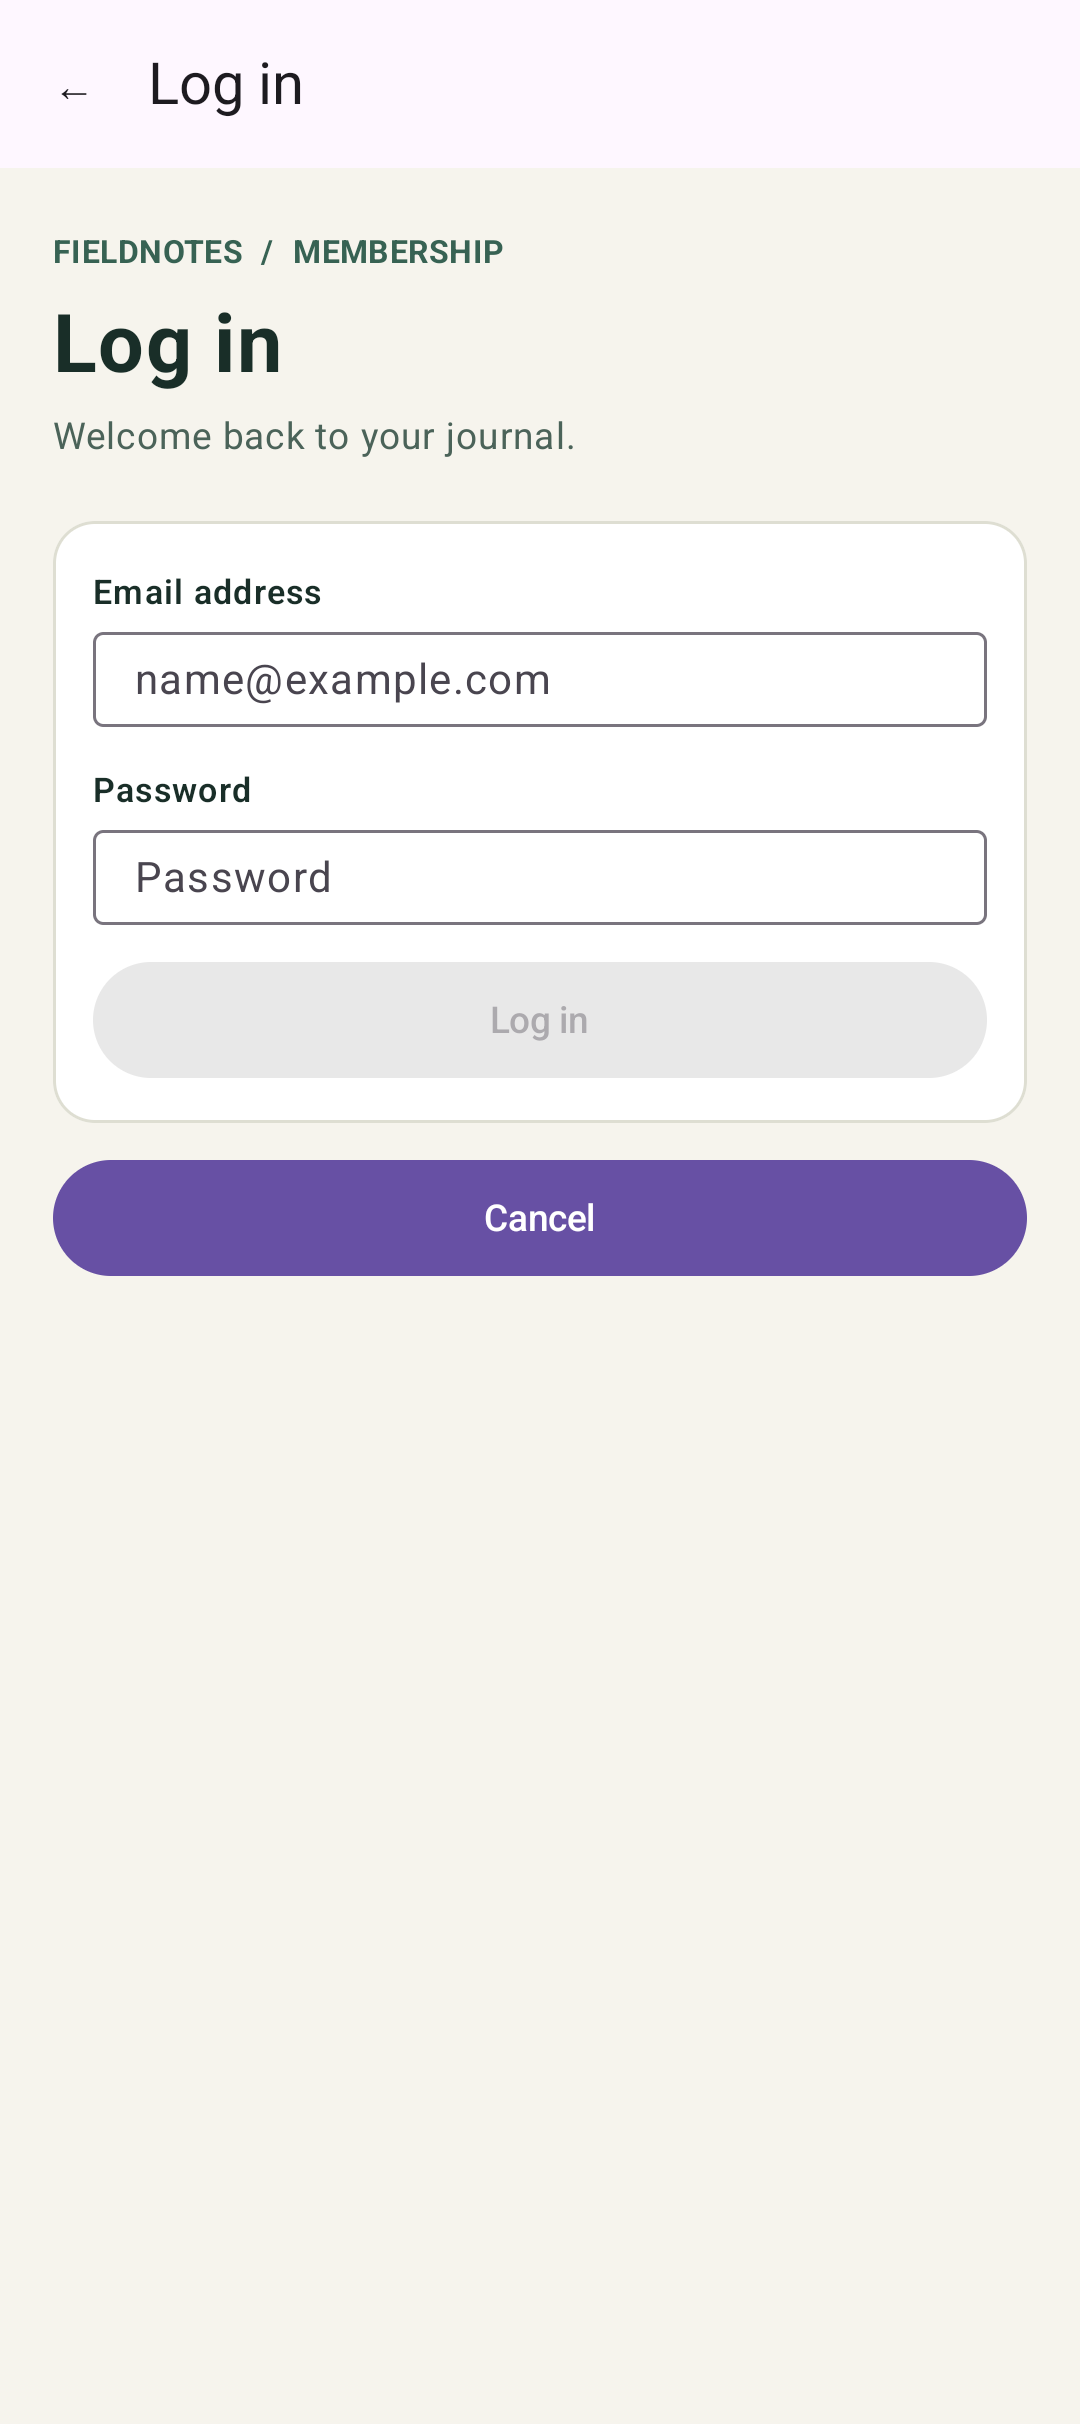 ← Log in
FIELDNOTES / MEMBERSHIP
Log in
Welcome back to your journal.
Email address
name@example.com
Password
Password
Log in
Cancel